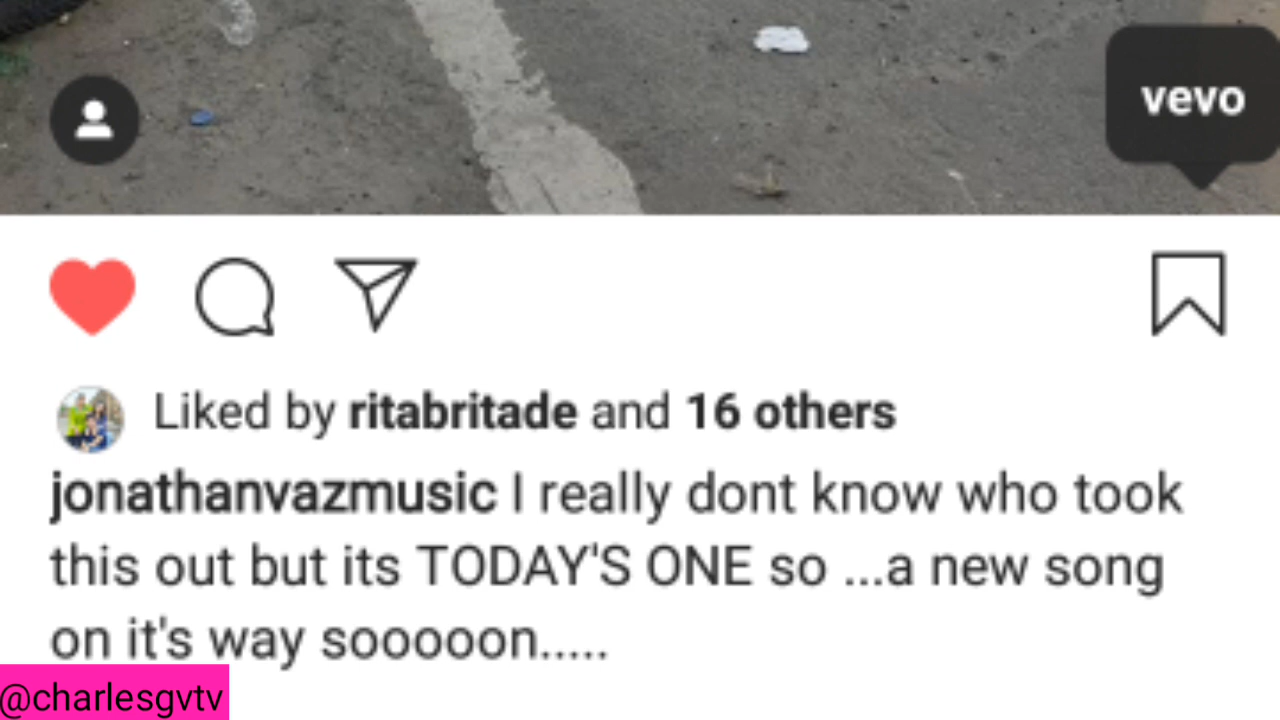 vevo
Liked by ritabritade and 16 others
jonathanvazmusic I really dont know who took
this out but its TODAY'S ONE so ...a new song
on it's way sooooon.....
@charlesgvtv